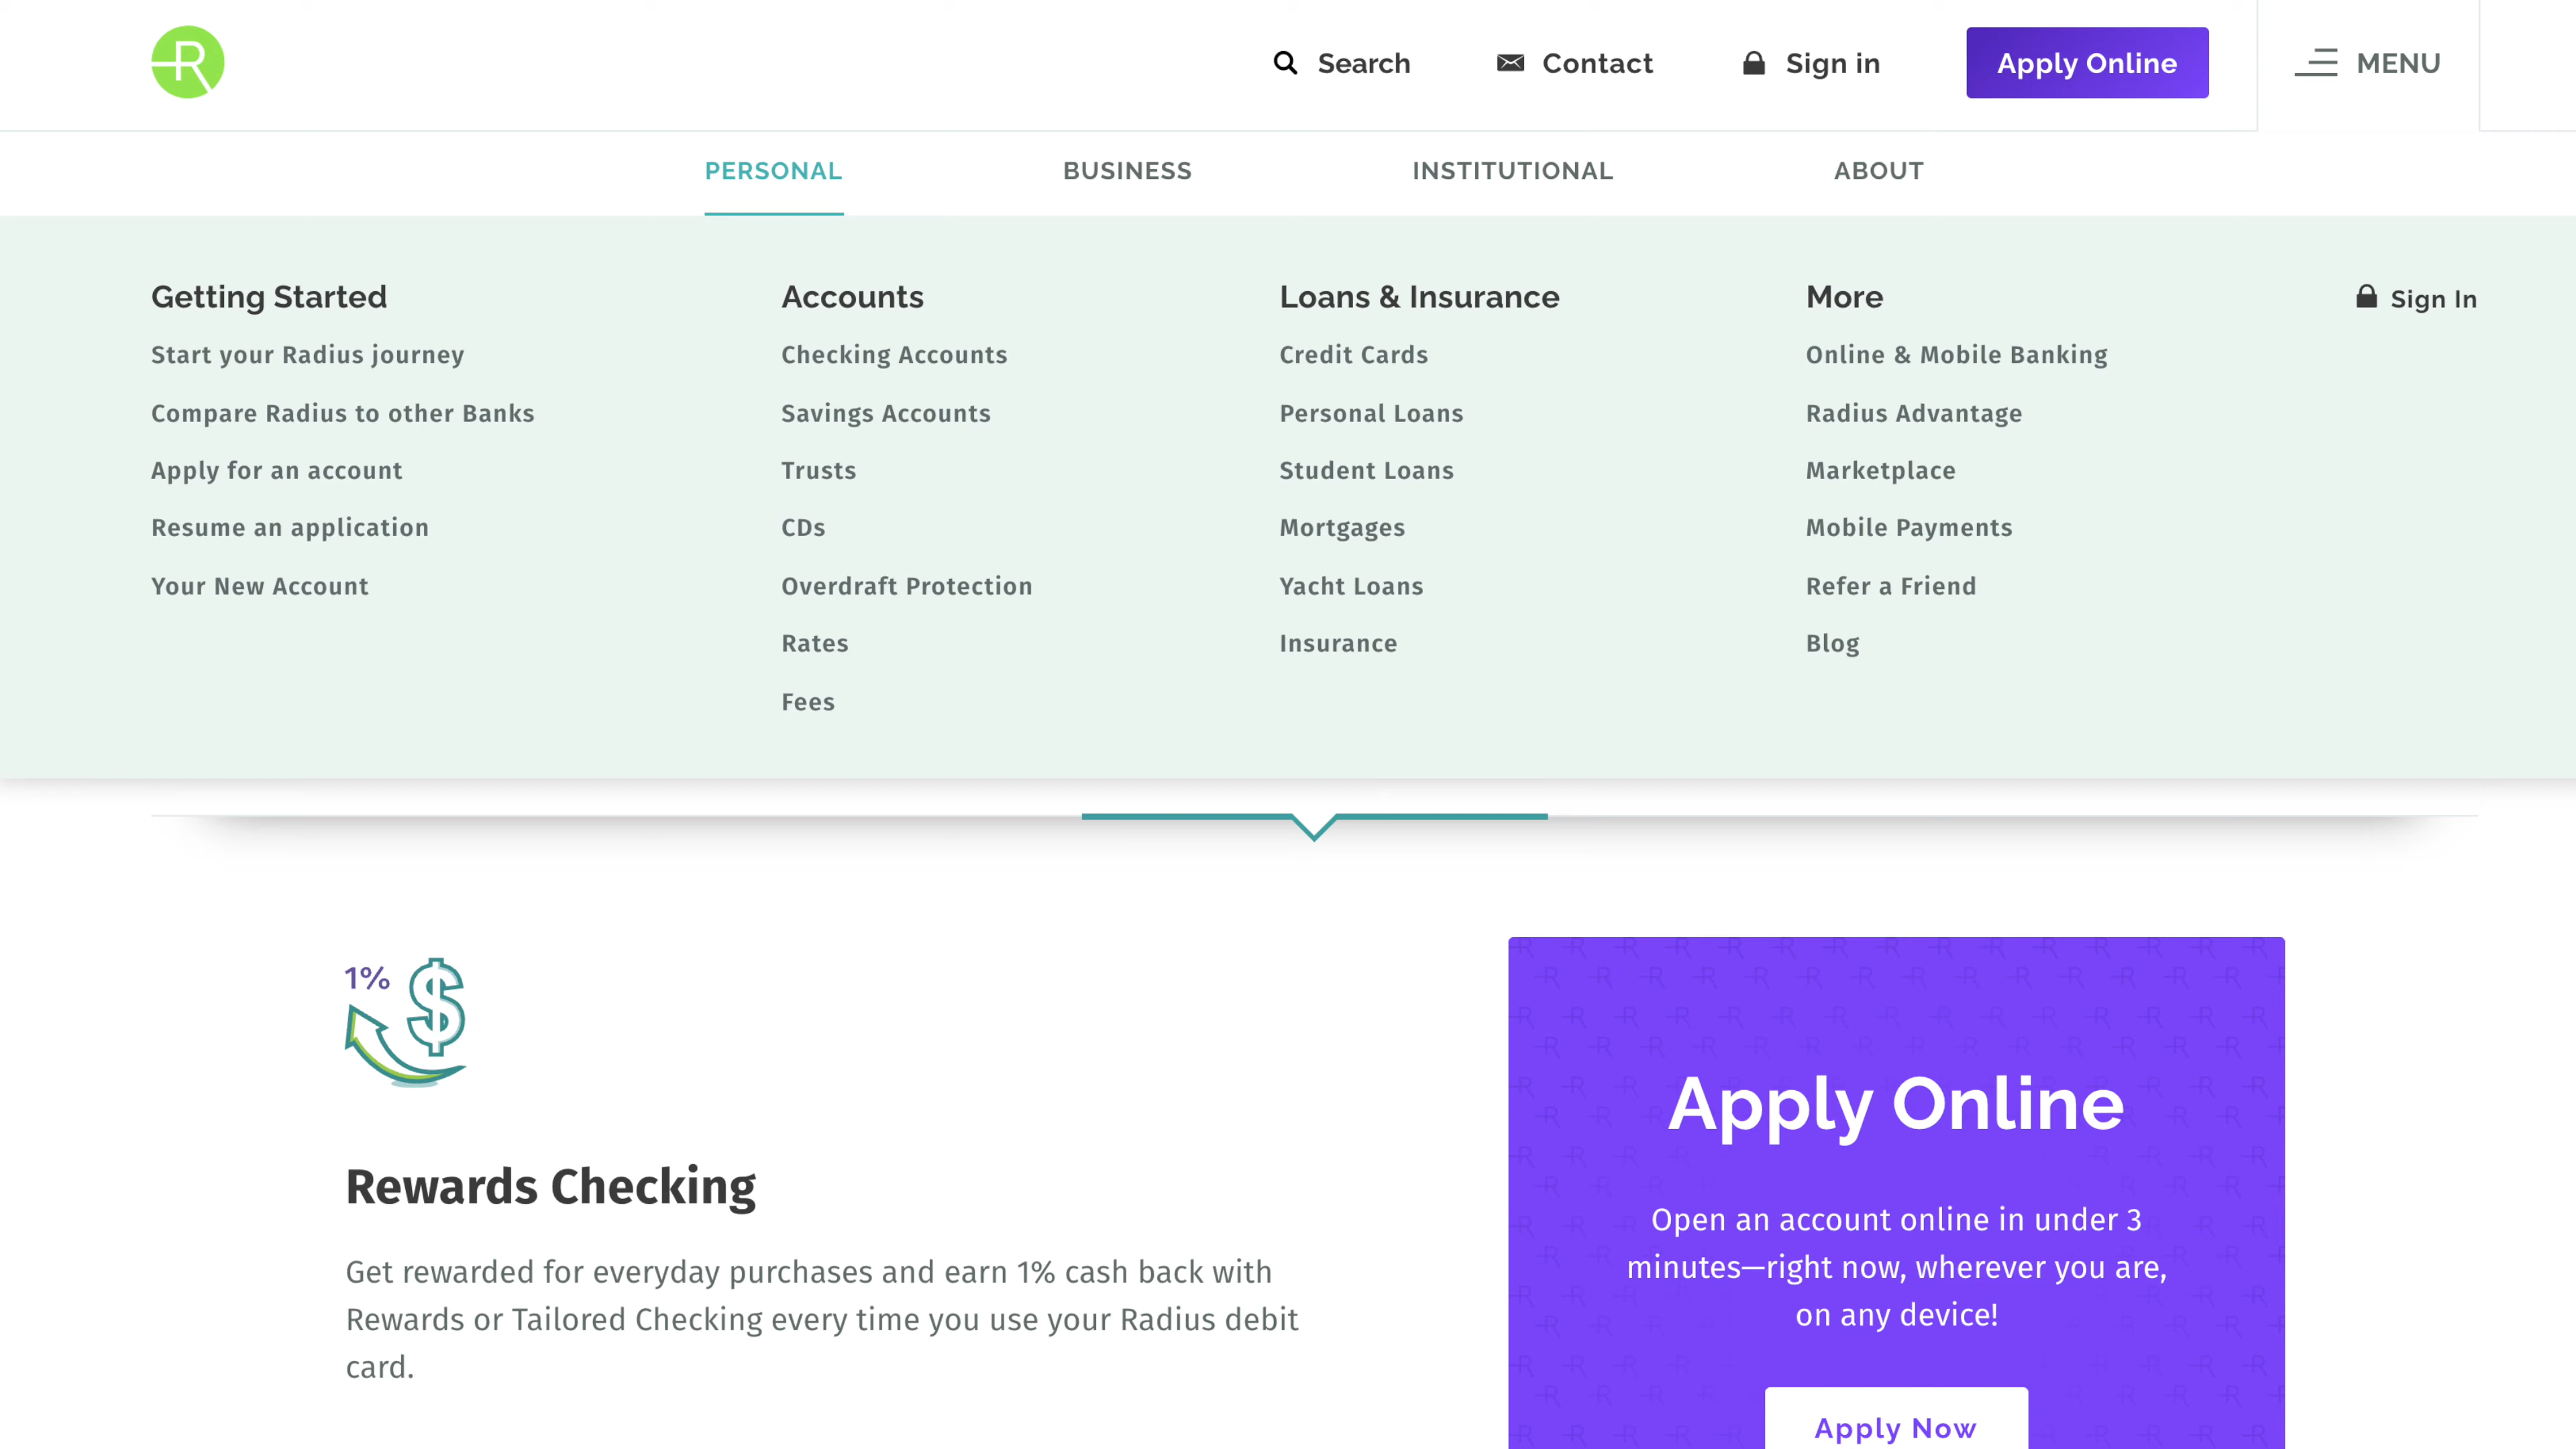 R
Search
Contact
Sign in
Apply Online
MENU
PERSONAL
BUSINESS
INSTITUTIONAL
ABOUT
Getting Started
Start your Radius journey
Compare Radius to other Banks
Apply for an account
Resume an application
Your New Account
Accounts
Checking Accounts
Savings Accounts
Trusts
CDs
Overdraft Protection
Rates
Fees
Loans & Insurance
Credit Cards
Personal Loans
Student Loans
Mortgages
Yacht Loans
Insurance
More
Online & Mobile Banking
Radius Advantage
Marketplace
Mobile Payments
Refer a Friend
Blog
Sign In
1%
$
Rewards Checking
Get rewarded for everyday purchases and earn 1% cash back with
Rewards or Tailored Checking every time you use your Radius debit
card.
Apply Online
Open an account online in under 3
minutes—right now, wherever you are,
on any device!
Apply Now